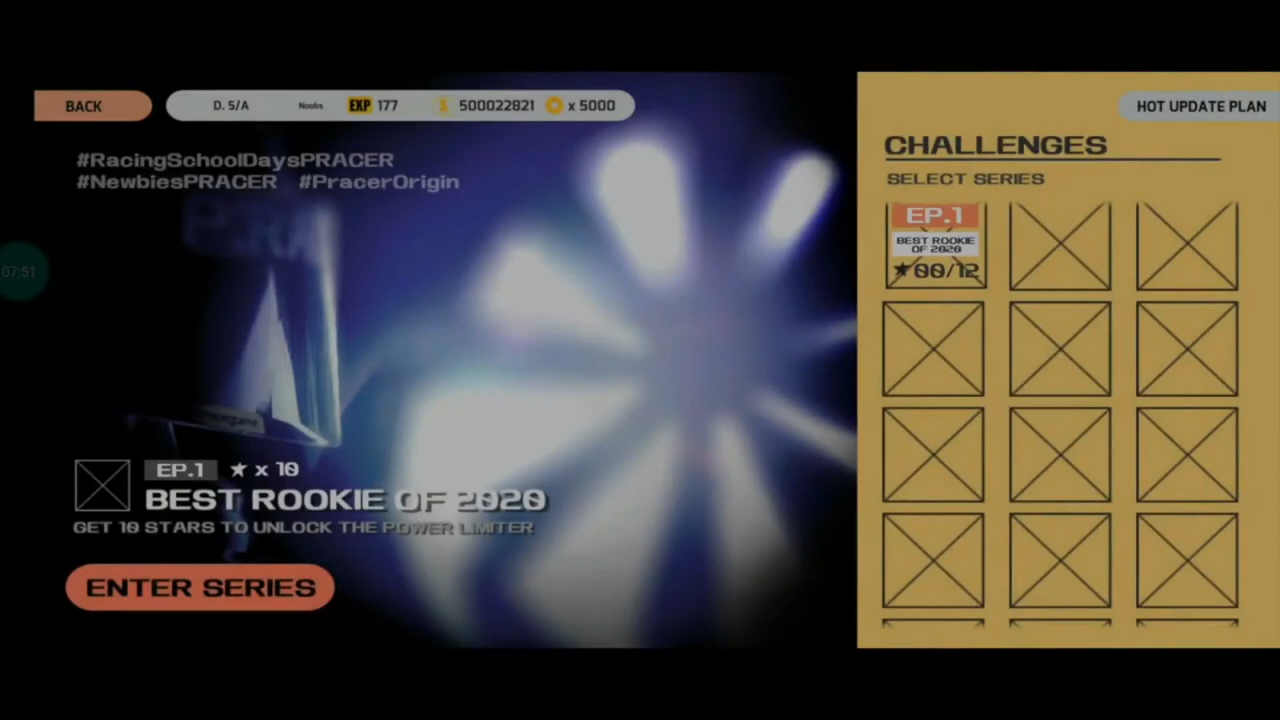 BACK
D. S/A Noobs EXP 177 $ 500022821 x 5000
HOT UPDATE PLAN
#RacingSchoolDaysPRACER
#NewbiesPRACER #PracerOrigin
07:51
EP.1 ★ x 10
BEST ROOKIE OF 2020
GET 10 STARS TO UNLOCK THE POWER LIMITER
ENTER SERIES
CHALLENGES
SELECT SERIES
EP.1
BEST ROOKIE
OF 2020
★00/12